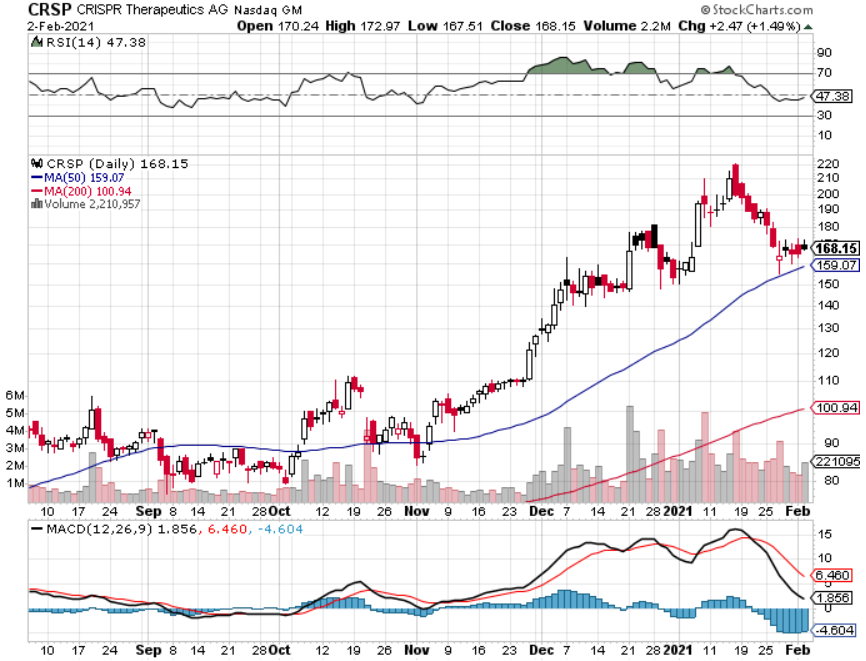 CRSP CRISPR Therapeutics AG Nasdaq GM © StockCharts.com
2-Feb-2021 Open 170.24 High 172.97 Low 167.51 Close 168.15 Volume 2.2M Chg +2.47 (+1.49%)
RSI(14) 47.38
90
70
47.38
30
10
CRSP (Daily) 168.15
MA(50) 159.07
MA(200) 100.94
Volume 2,210,957
220
210
200
190
180
168.15
159.07
150
140
130
120
110
100.94
90
221095
80
6M
5M
4M
3M
2M
1M
10 17 24 Sep 8 14 21 28 Oct 12 19 26 Nov 9 16 23 Dec 7 14 21 28 2021 11 19 25 Feb
MACD(12,26,9) 1.856, 6.460, -4.604
15
10
6.460
5
1.856
0
-4.604
10 17 24 Sep 8 14 21 28 Oct 12 19 26 Nov 9 16 23 Dec 7 14 21 28 2021 11 19 25 Feb